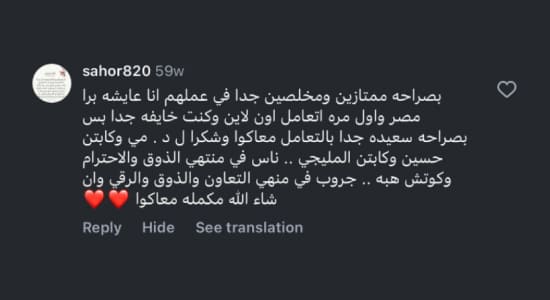 sahor820 59w
بصراحه ممتازين ومخلصين جدا في عملهم انا عايشه برا
مصر واول مره اتعامل اون لاين وكنت خايفه جدا بس
بصراحه سعيده جدا بالتعامل معاكوا وشكرا ل د . مي وكابتن
حسين وكابتن المليجي .. ناس في منتهي الذوق والاحترام
وكوتش هبه .. جروب في منهي التعاون والذوق والرقي وان
شاء الله مكمله معاكوا ❤️ ❤️
Reply Hide See translation